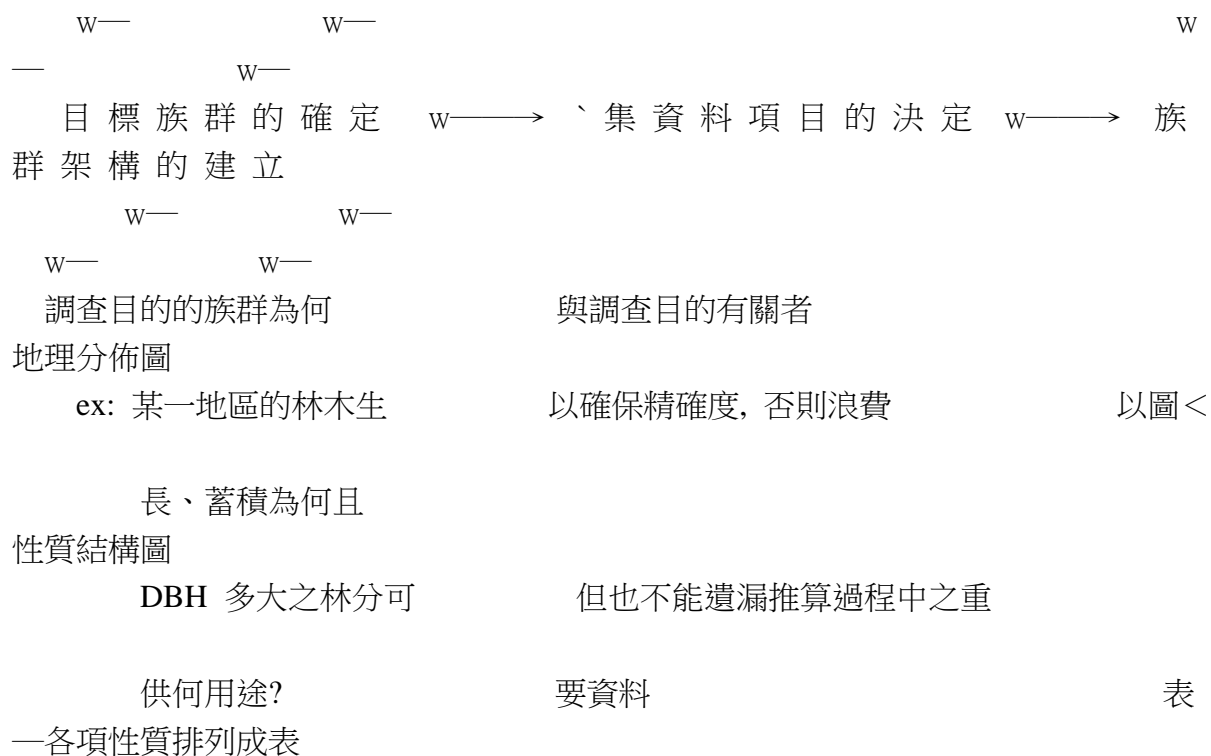 w— w— w
— w—
目 標 族 群 的 確 定 w——→ ˋ 集 資 料 項 目 的 決 定 w——→ 族
群 架 構 的 建 立
w— w—
w— w—
調查目的的族群為何 與調查目的有關者
地理分佈圖
ex: 某一地區的林木生 以確保精確度, 否則浪費 以圖<
長、蓄積為何且
性質結構圖
DBH 多大之林分可 但也不能遺漏推算過程中之重
供何用途? 要資料 表
—各項性質排列成表